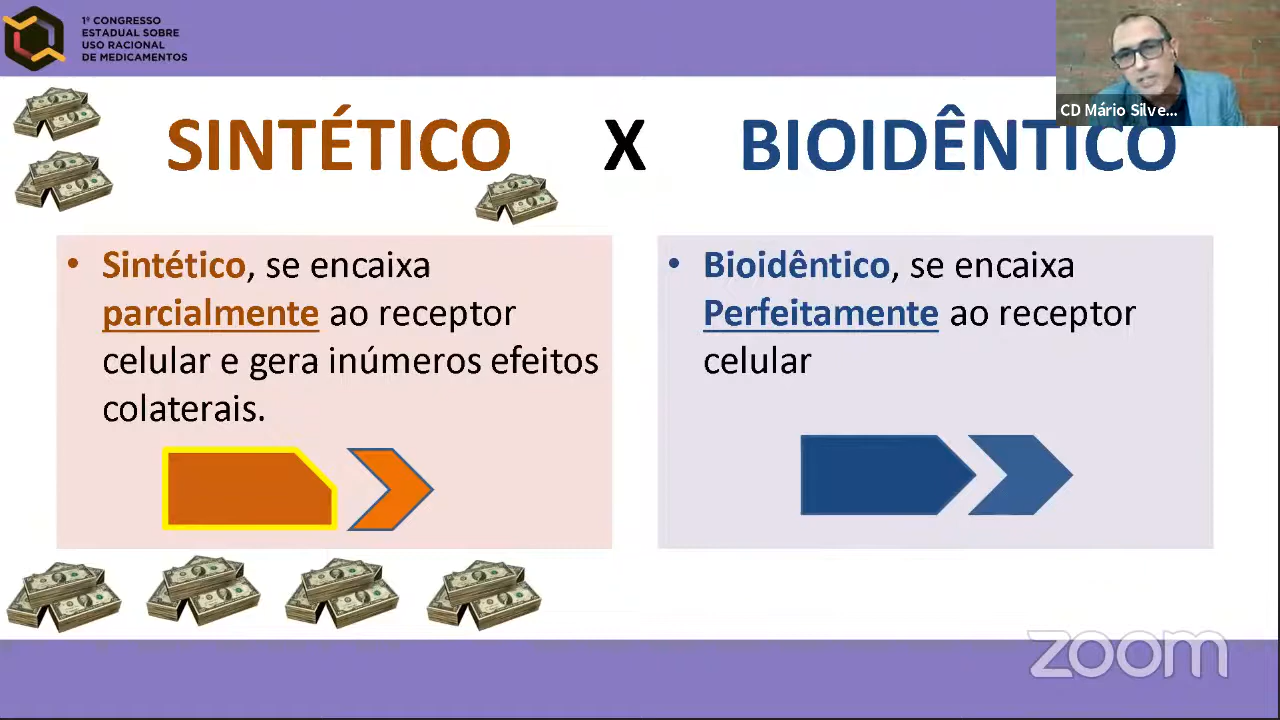 1º CONGRESSO
ESTADUAL SOBRE
USO RACIONAL
DE MEDICAMENTOS
CD Mário Silve...
SINTÉTICO X BIOIDÊNTICO
• Sintético, se encaixa
parcialmente ao receptor
celular e gera inúmeros efeitos
colaterais.
• Bioidêntico, se encaixa
Perfeitamente ao receptor
celular
zoom